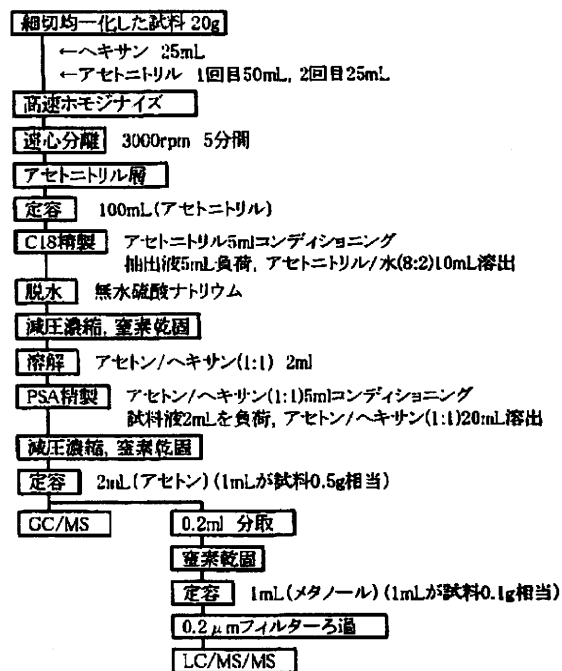 細切均一化した試料 20g
←ヘキサン 25mL
←アセトニトリル 1回目50mL, 2回目25mL
高速ホモジナイズ
遠心分離 3000rpm 5分間
アセトニトリル層
定容 100mL(アセトニトリル)
C18精製 アセトニトリル5mlコンディショニング
抽出液5mL負荷, アセトニトリル/水(8:2)10mL溶出
脱水 無水硫酸ナトリウム
減圧濃縮, 窒素乾固
溶解 アセトン/ヘキサン(1:1) 2ml
PSA精製 アセトン/ヘキサン(1:1)5mlコンディショニング
試料液2mLを負荷, アセトン/ヘキサン(1:1)20mL溶出
減圧濃縮, 窒素乾固
定容 2mL(アセトン) (1mLが試料0.5g相当)
GC/MS
0.2ml 分取
窒素乾固
定容 1mL(メタノール) (1mLが試料0.1g相当)
0.2μmフィルターろ過
LC/MS/MS